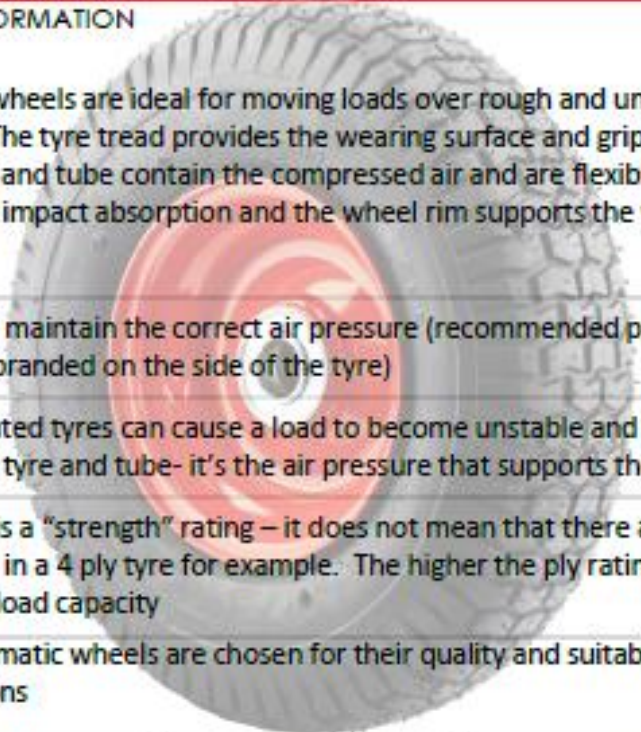 ORMATION
wheels are ideal for moving loads over rough and un
The tyre tread provides the wearing surface and grip
and tube contain the compressed air and are flexib
impact absorption and the wheel rim supports the
maintain the correct air pressure (recommended p
branded on the side of the tyre)
ted tyres can cause a load to become unstable and
tyre and tube- it's the air pressure that supports th
s a “strength” rating – it does not mean that there a
in a 4 ply tyre for example.  The higher the ply ratin
load capacity
matic wheels are chosen for their quality and suitab
ns